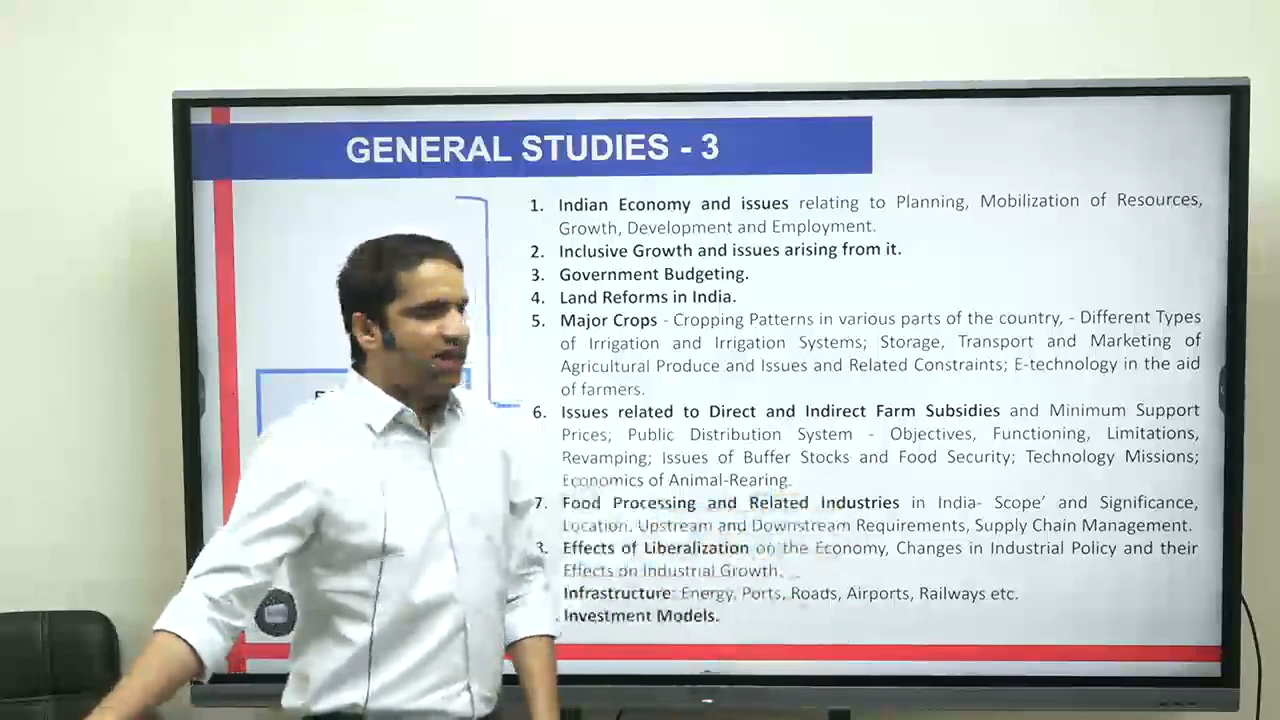 GENERAL STUDIES - 3
1. Indian Economy and issues relating to Planning, Mobilization of Resources,
Growth, Development and Employment.
2. Inclusive Growth and issues arising from it.
3. Government Budgeting.
4. Land Reforms in India.
5. Major Crops - Cropping Patterns in various parts of the country, - Different Types
of Irrigation and Irrigation Systems; Storage, Transport and Marketing of
Agricultural Produce and Issues and Related Constraints; E-technology in the aid
of farmers.
6. Issues related to Direct and Indirect Farm Subsidies and Minimum Support
Prices; Public Distribution System - Objectives, Functioning, Limitations,
Revamping; Issues of Buffer Stocks and Food Security; Technology Missions;
Economics of Animal-Rearing.
7. Food Processing and Related Industries in India- Scope' and Significance,
Location, Upstream and Downstream Requirements, Supply Chain Management.
Effects of Liberalization on the Economy, Changes in Industrial Policy and their
Effects on Industrial Growth.
Infrastructure: Energy, Ports, Roads, Airports, Railways etc.
Investment Models.